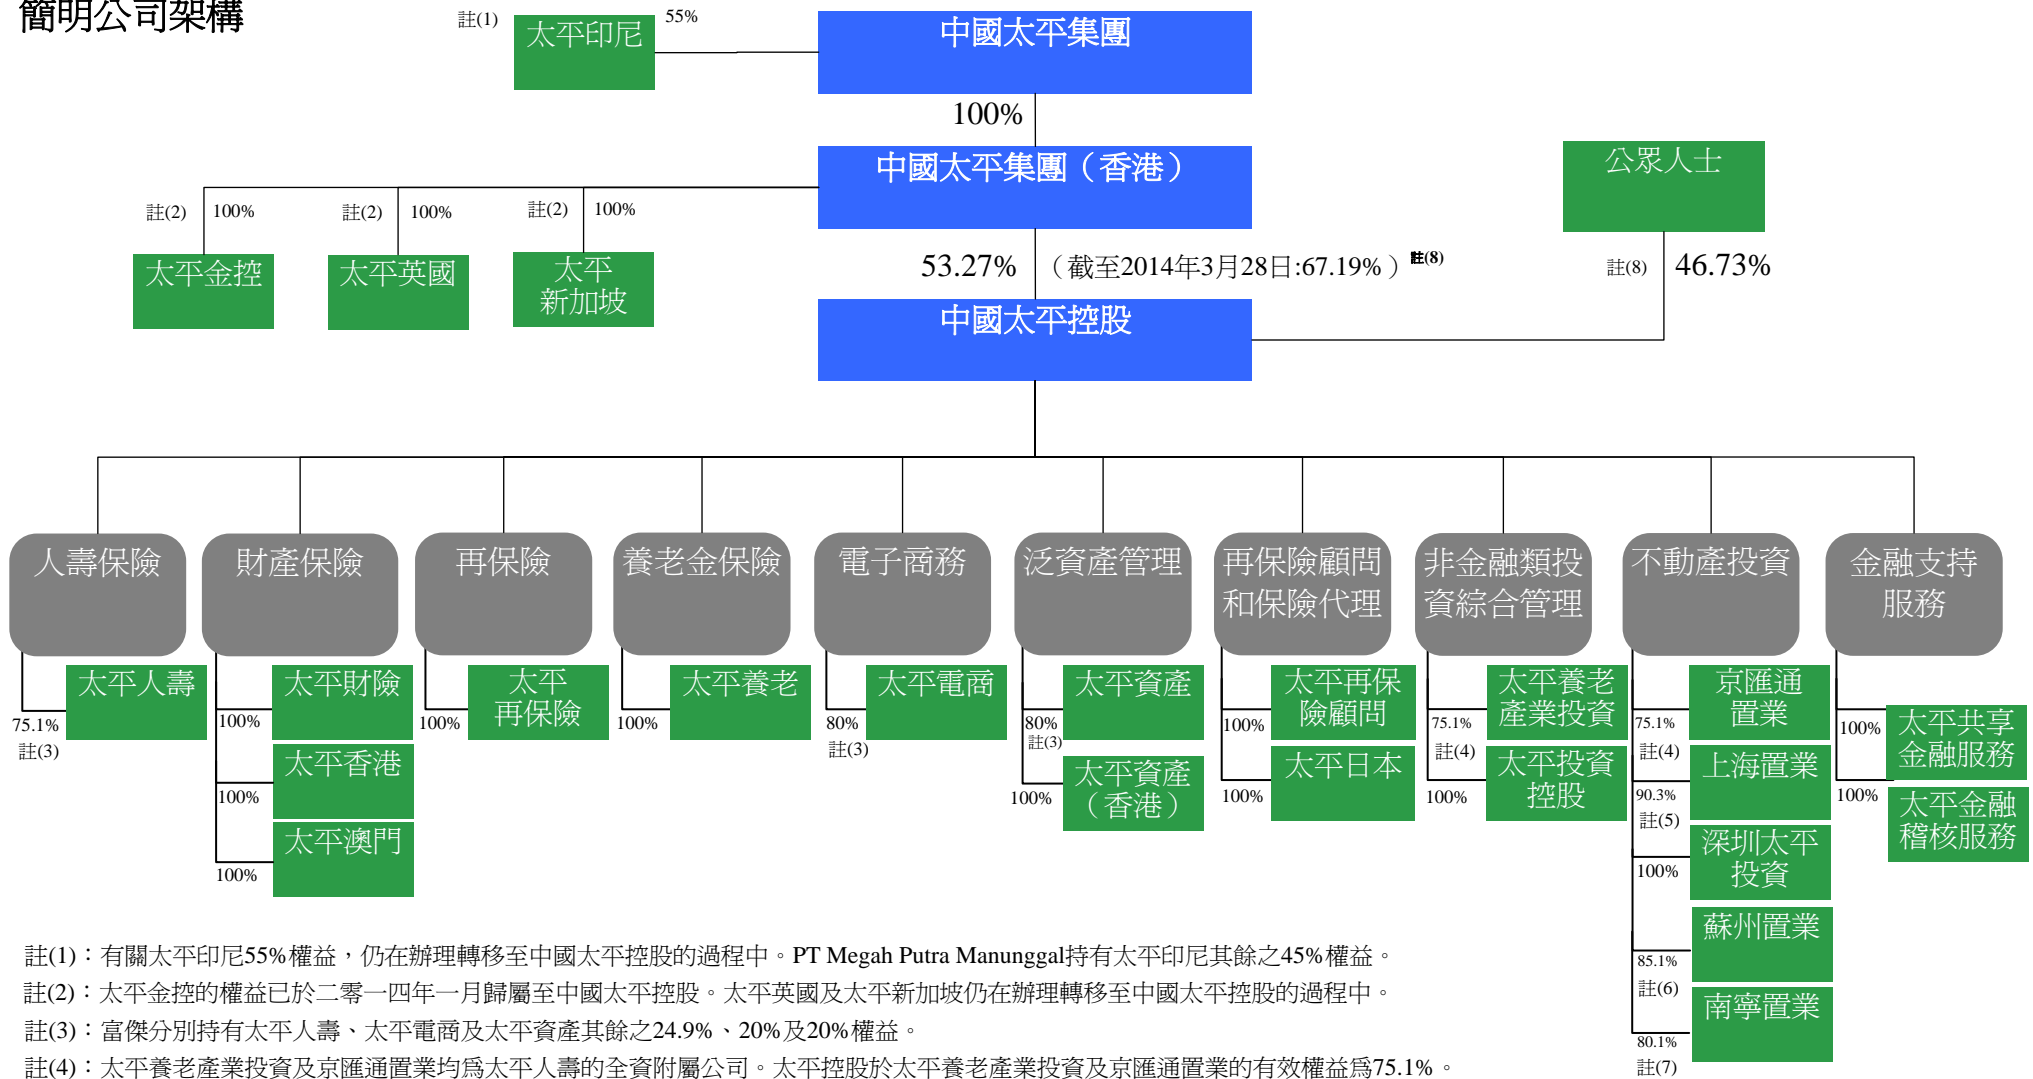 簡明公司架構
註(1)
太平印尼
55%
中國太平集團
100%
中國太平集團（香港）
公眾人士
註(2)
100%
註(2)
100%
註(2)
100%
太平金控
太平英國
太平
新加坡
53.27%
（截至2014年3月28日:67.19%）註(8)
註(8)
46.73%
中國太平控股
人壽保險
財產保險
再保險
養老金保險
電子商務
泛資產管理
再保險顧問
和保險代理
非金融類投
資綜合管理
不動產投資
金融支持
服務
太平人壽
75.1%
註(3)
太平財險
100%
太平香港
100%
太平澳門
100%
太平
再保險
100%
太平養老
100%
太平電商
80%
註(3)
太平資產
80%
註(3)
太平資產
（香港）
100%
太平再保
險顧問
100%
太平日本
100%
太平養老
產業投資
75.1%
註(4)
太平投資
控股
100%
京匯通
置業
75.1%
註(4)
上海置業
90.3%
註(5)
深圳太平
投資
100%
蘇州置業
85.1%
註(6)
南寧置業
80.1%
註(7)
太平共享
金融服務
100%
太平金融
稽核服務
100%
註(1)：有關太平印尼55%權益，仍在辦理轉移至中國太平控股的過程中。PT Megah Putra Manunggal持有太平印尼其餘之45%權益。
註(2)：太平金控的權益已於二零一四年一月歸屬至中國太平控股。太平英國及太平新加坡仍在辦理轉移至中國太平控股的過程中。
註(3)：富傑分別持有太平人壽、太平電商及太平資產其餘之24.9%、20%及20%權益。
註(4)：太平養老產業投資及京匯通置業均爲太平人壽的全資附屬公司。太平控股於太平養老產業投資及京匯通置業的有效權益爲75.1%。